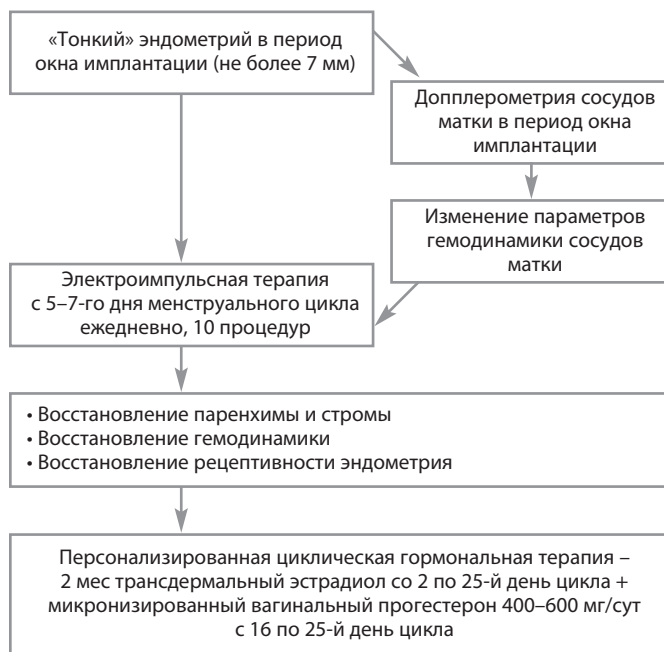 «Тонкий» эндометрий в период
окна имплантации (не более 7 мм)
Допплерометрия сосудов
матки в период окна
имплантации
Изменение параметров
гемодинамики сосудов
матки
Электроимпульсная терапия
с 5–7-го дня менструального цикла
ежедневно, 10 процедур
• Восстановление паренхимы и стромы
• Восстановление гемодинамики
• Восстановление рецептивности эндометрия
Персонализированная циклическая гормональная терапия –
2 мес трансдермальный эстрадиол со 2 по 25-й день цикла +
микронизированный вагинальный прогестерон 400–600 мг/сут
с 16 по 25-й день цикла